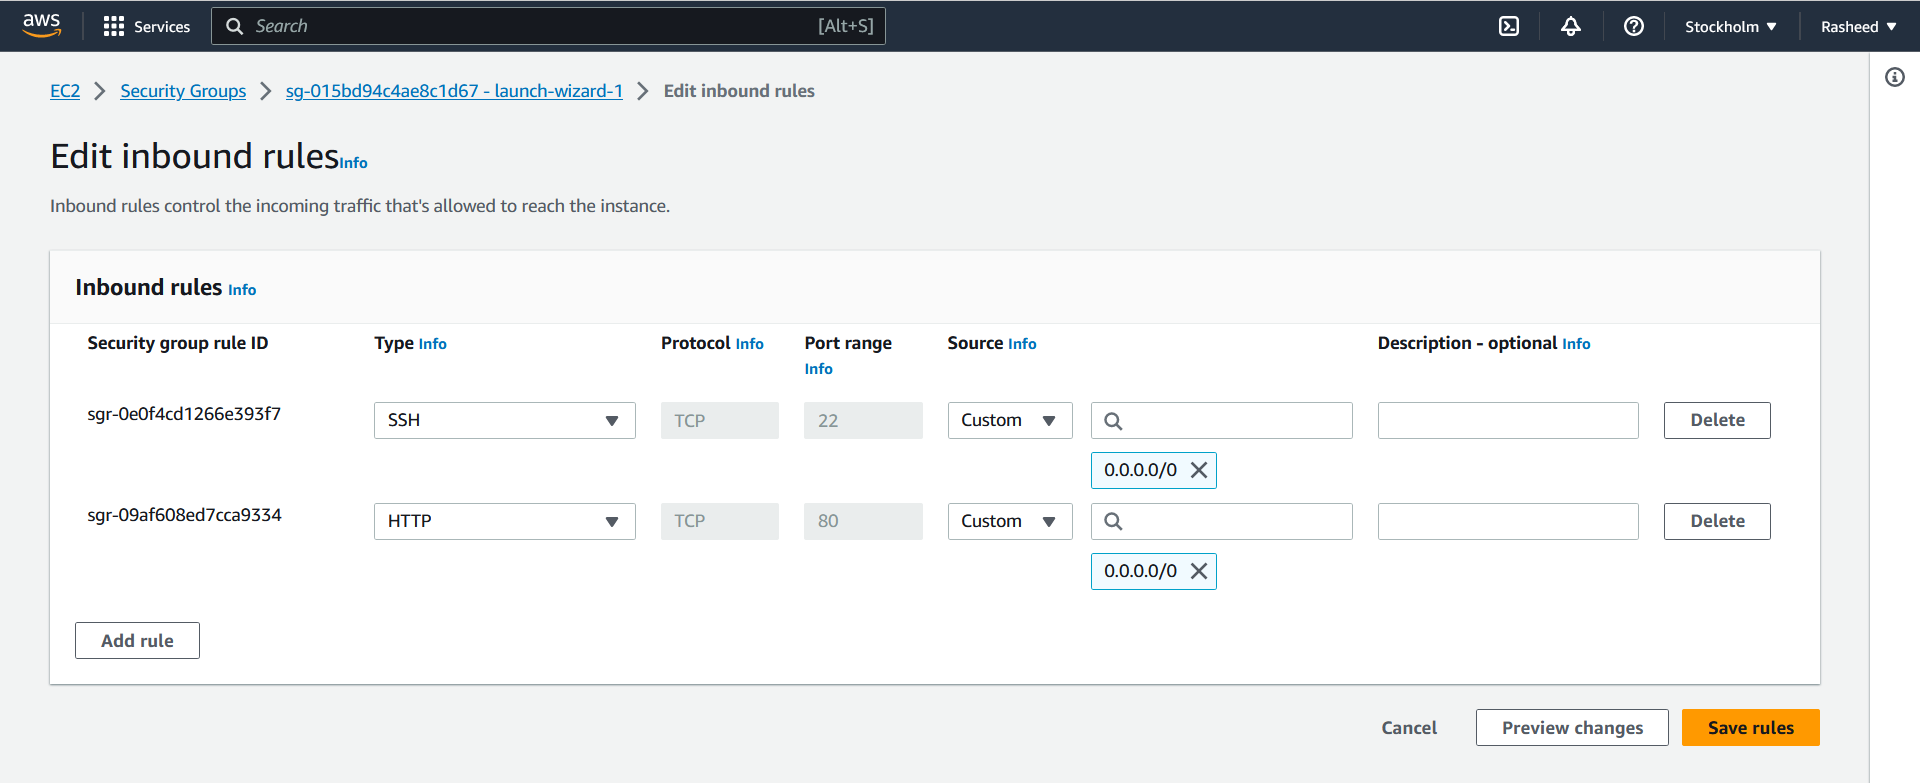 aws Services Search [Alt+S] Stockholm Rasheed
EC2 Security Groups sg-015bd94c4ae8c1d67 - launch-wizard-1 Edit inbound rules
Edit inbound rules Info
Inbound rules control the incoming traffic that's allowed to reach the instance.
Inbound rules Info
Security group rule ID Type Info Protocol Info Port range Info Source Info Description - optional Info
sgr-0e0f4cd1266e393f7 SSH TCP 22 Custom Delete
0.0.0.0/0
sgr-09af608ed7cca9334 HTTP TCP 80 Custom Delete
0.0.0.0/0
Add rule
Cancel Preview changes Save rules